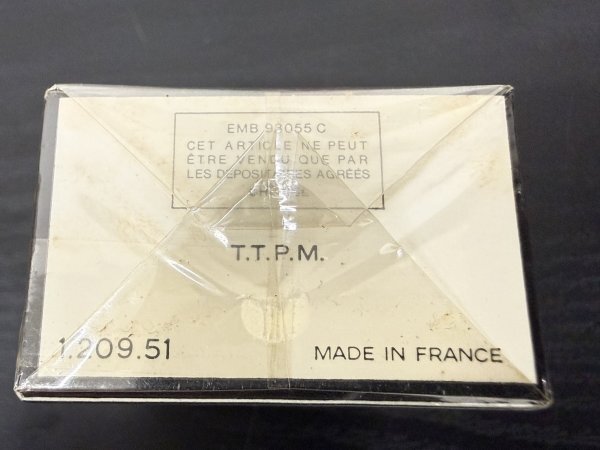 EMB 93055 C
CET ARTICLE NE PEUT
ÊTRE VENDU QUE PAR
LES DÉPOSITAIRES AGRÉÉS
T.T.P.M.
1.209.51
MADE IN FRANCE